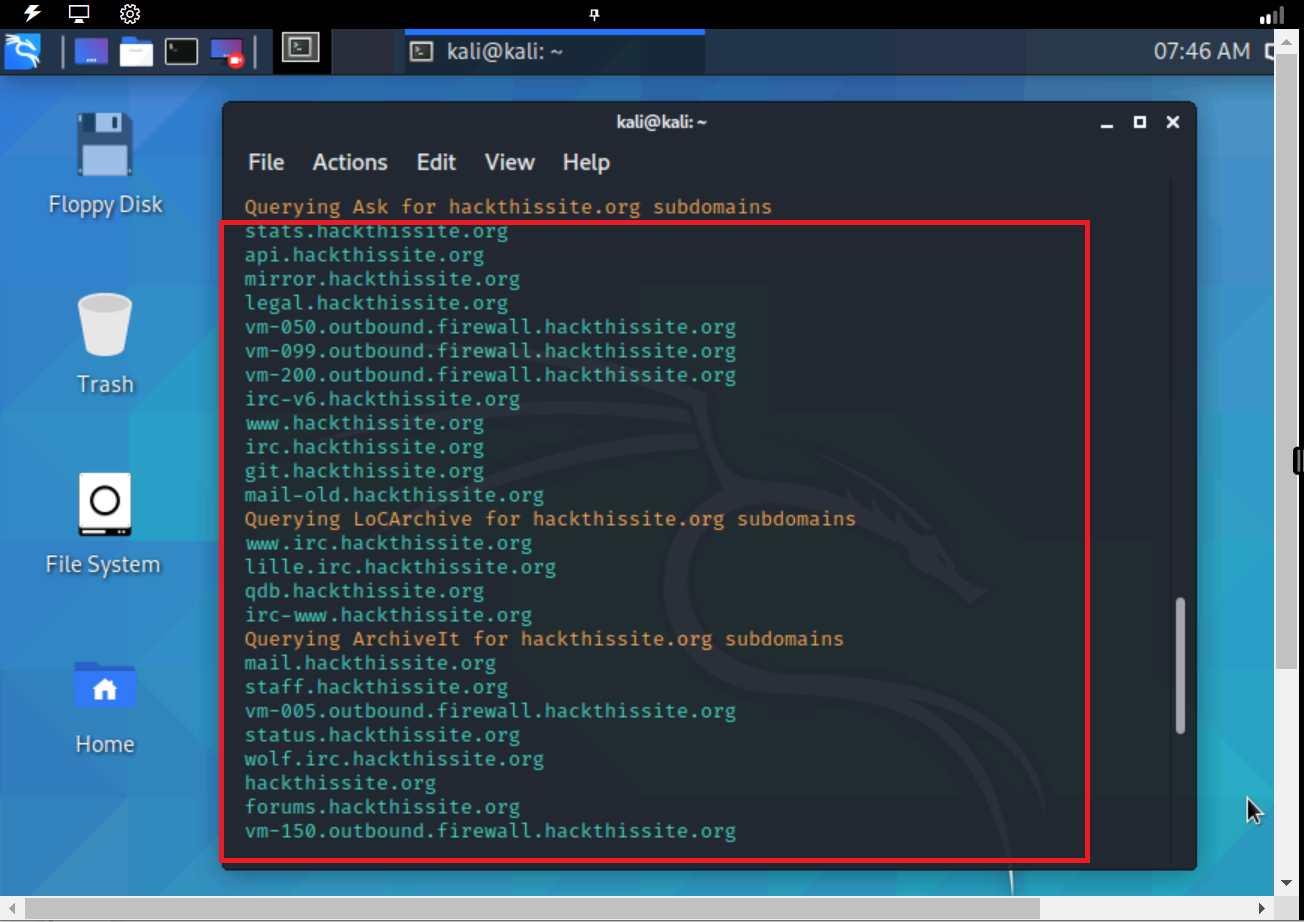 kali@kali: ~
07:46 AM
Floppy Disk
Trash
File System
Home
kali@kali: ~
File Actions Edit View Help
Querying Ask for hackthissite.org subdomains
stats.hackthissite.org
api.hackthissite.org
mirror.hackthissite.org
legal.hackthissite.org
vm-050.outbound.firewall.hackthissite.org
vm-099.outbound.firewall.hackthissite.org
vm-200.outbound.firewall.hackthissite.org
irc-v6.hackthissite.org
www.hackthissite.org
irc.hackthissite.org
git.hackthissite.org
mail-old.hackthissite.org
Querying LoCArchive for hackthissite.org subdomains
www.irc.hackthissite.org
lille.irc.hackthissite.org
qdb.hackthissite.org
irc-www.hackthissite.org
Querying ArchiveIt for hackthissite.org subdomains
mail.hackthissite.org
staff.hackthissite.org
vm-005.outbound.firewall.hackthissite.org
status.hackthissite.org
wolf.irc.hackthissite.org
hackthissite.org
forums.hackthissite.org
vm-150.outbound.firewall.hackthissite.org